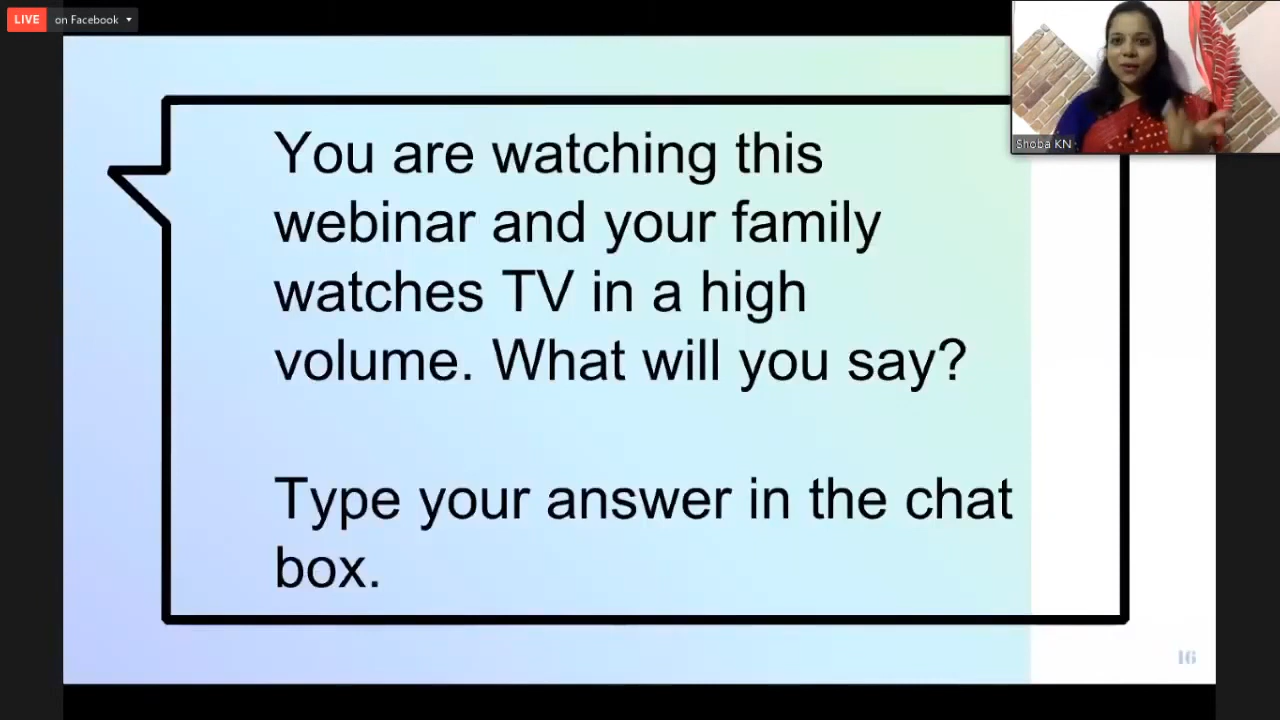 LIVE on Facebook
You are watching this
webinar and your family
watches TV in a high
volume. What will you say?
Type your answer in the chat
box.
Shoba KN
16